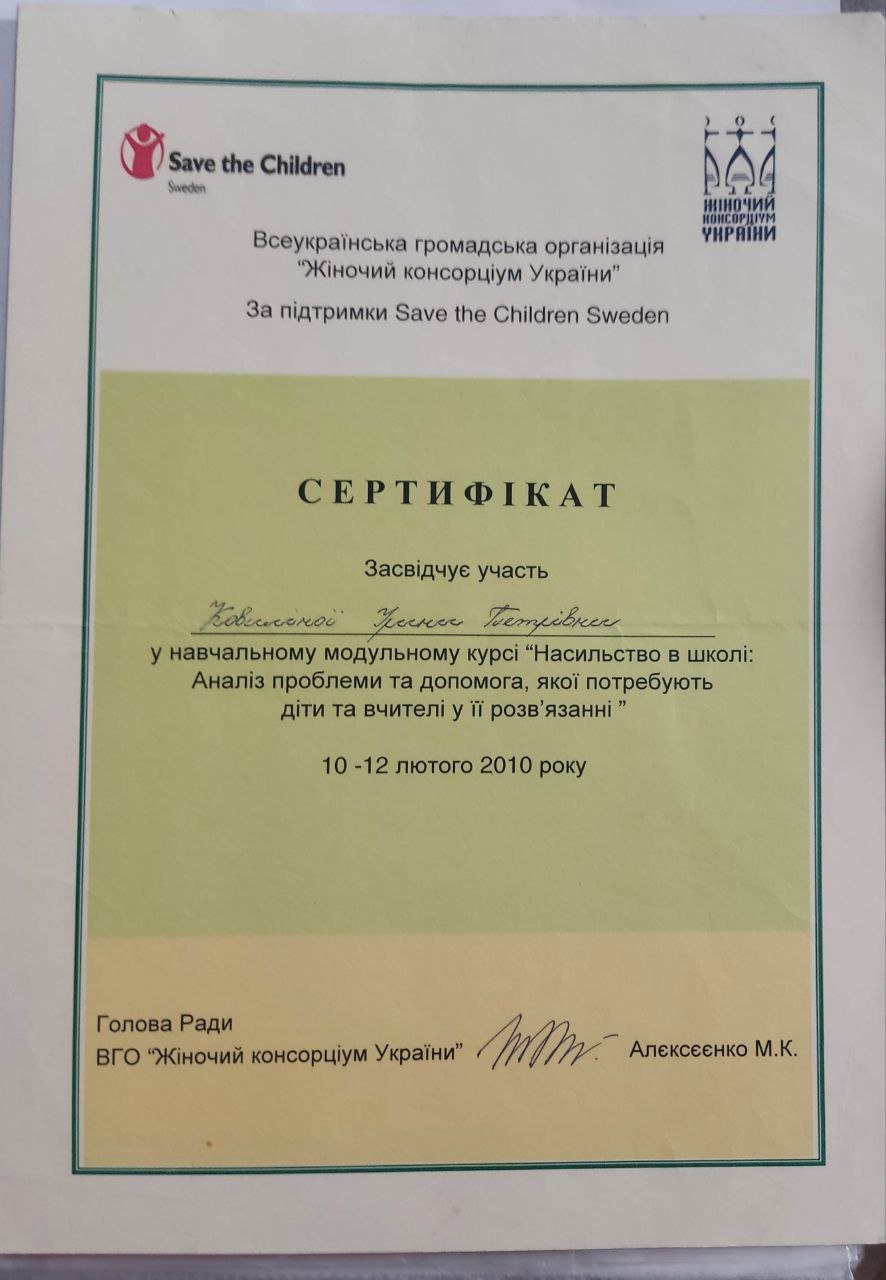 Save the Children
Sweden
ЖІНОЧИЙ
КОНСОРЦІУМ
УКРАЇНИ
Всеукраїнська громадська організація
“Жіночий консорціум України”
За підтримки Save the Children Sweden
СЕРТИФІКАТ
Засвідчує участь
Ірини Петрівни
у навчальному модульному курсі “Насильство в школі:
Аналіз проблеми та допомога, якої потребують
діти та вчителі у її розв’язанні ”
10 -12 лютого 2010 року
Голова Ради
ВГО “Жіночий консорціум України”
Алєксєєнко М.К.